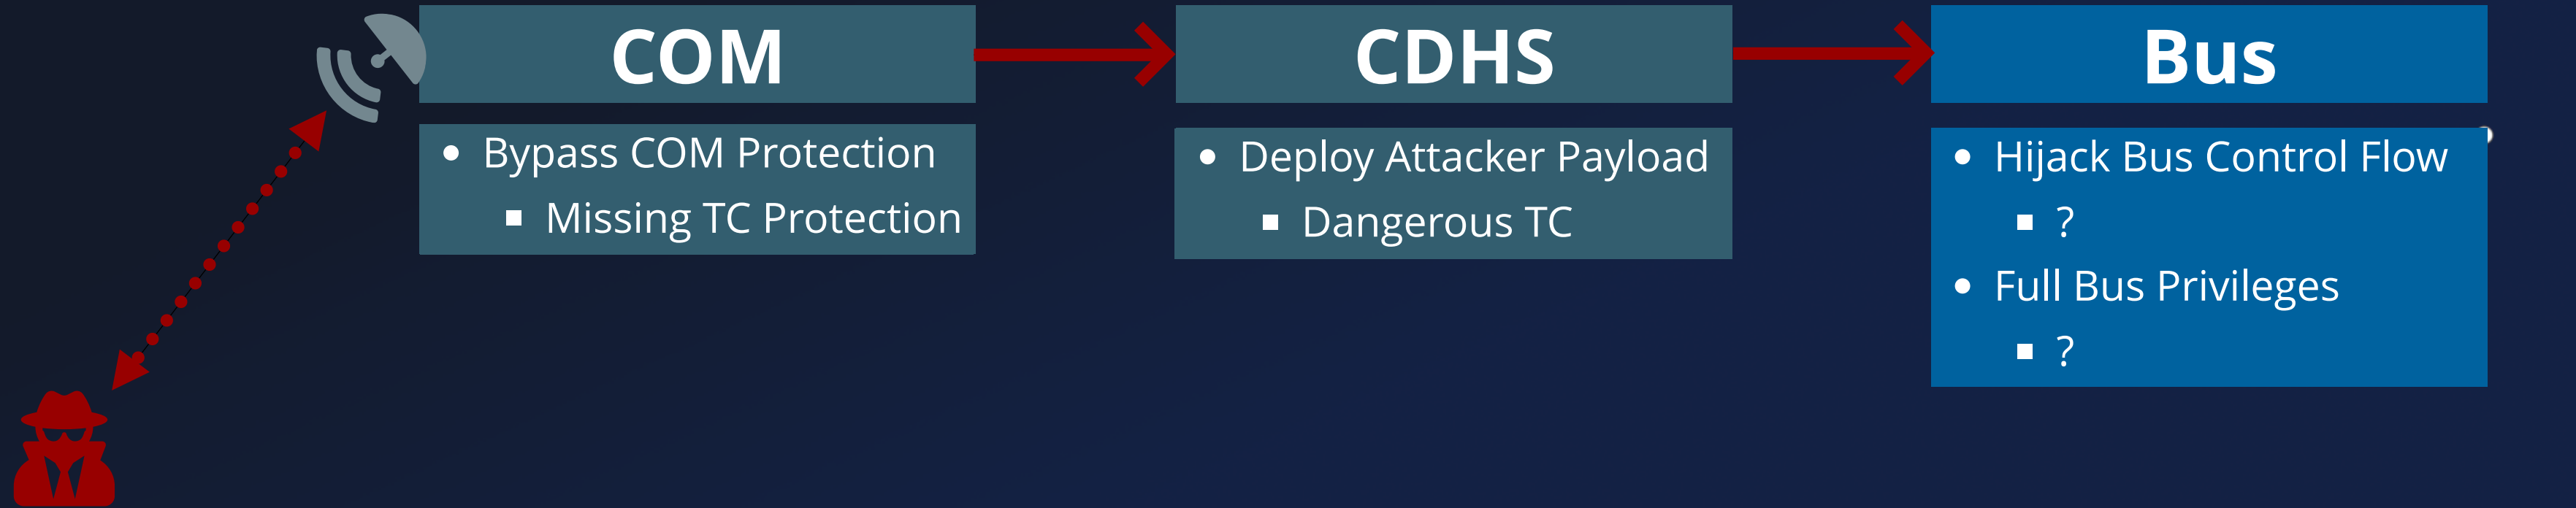 COM
Bypass COM Protection
Missing TC Protection
CDHS
Deploy Attacker Payload
Dangerous TC
Bus
Hijack Bus Control Flow
?
Full Bus Privileges
?